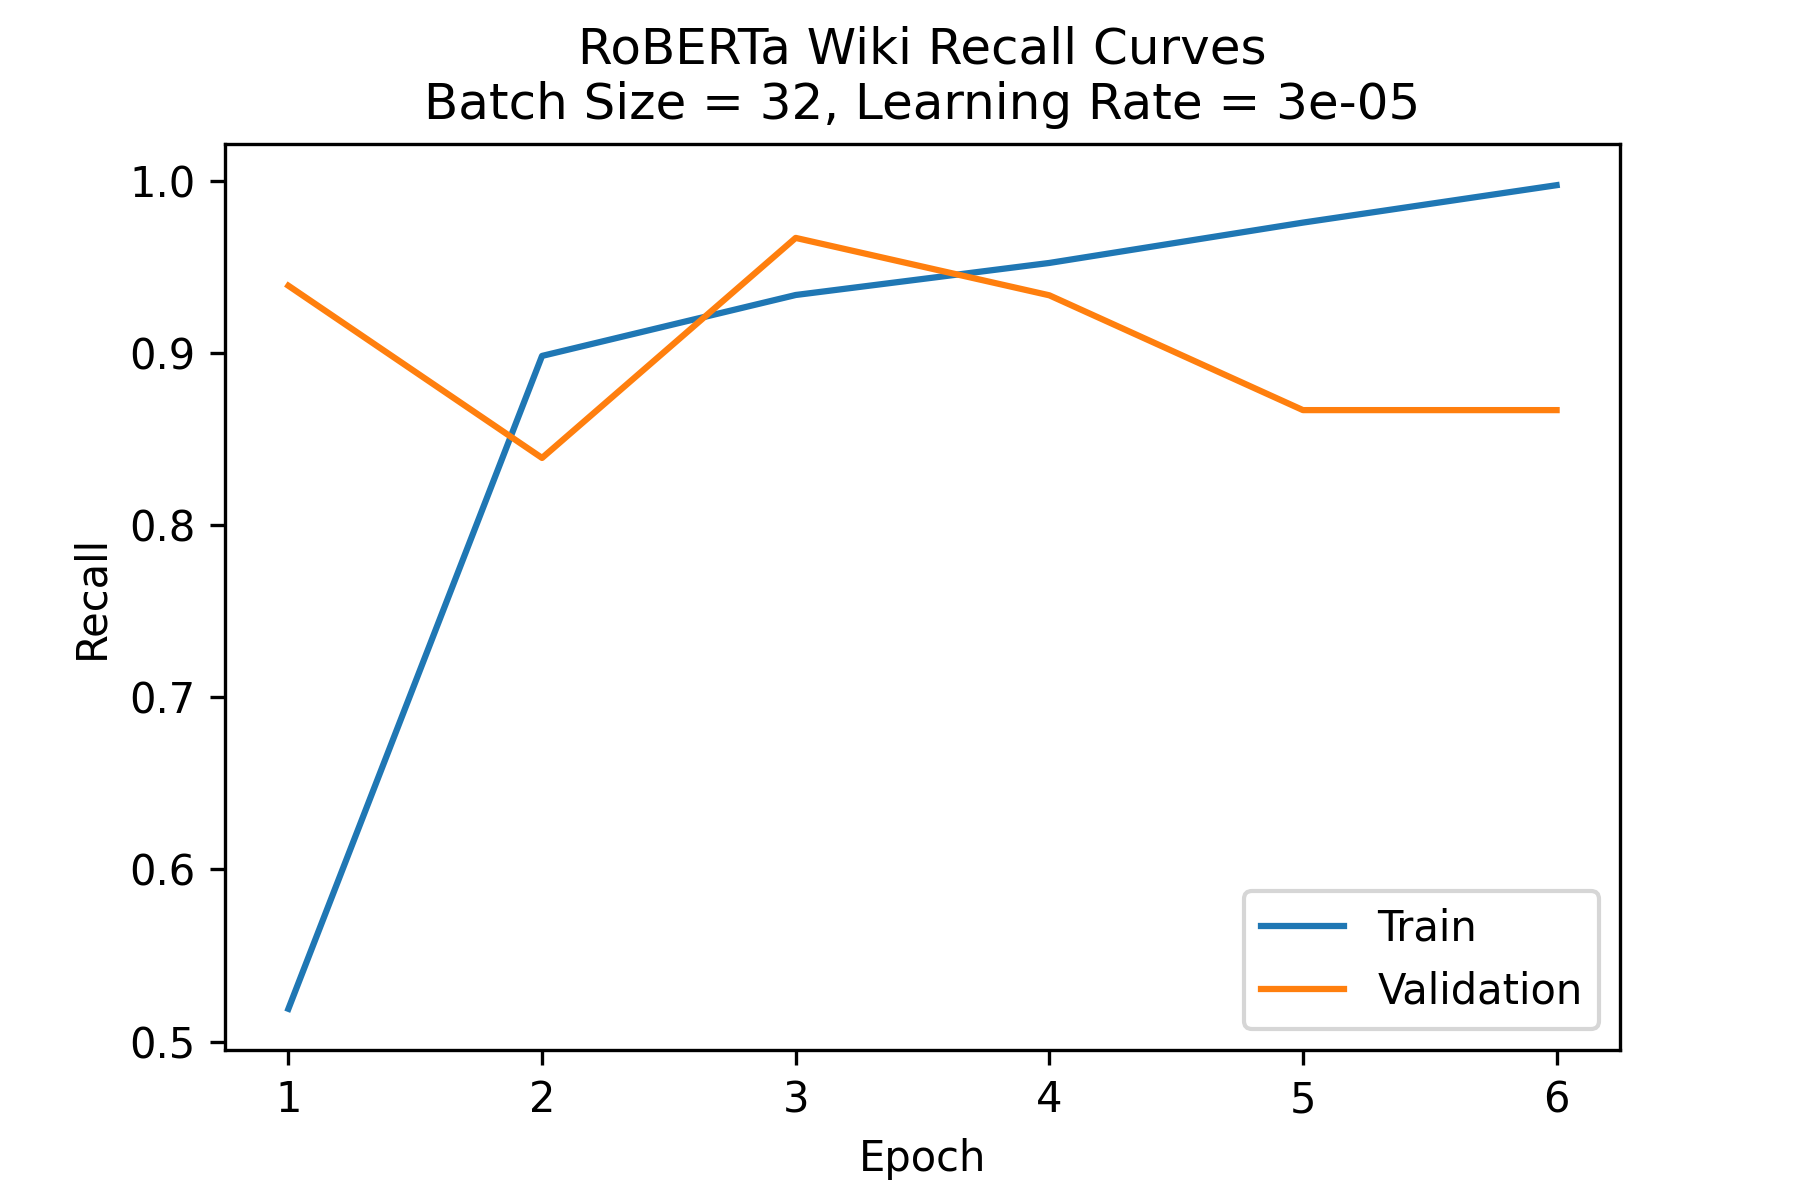 RoBERTa Wiki Recall Curves
Batch Size = 32, Learning Rate = 3e-05
1.0
0.9
0.8
0.7
0.6
0.5
Recall
Train
Validation
1 2 3 4 5 6
Epoch